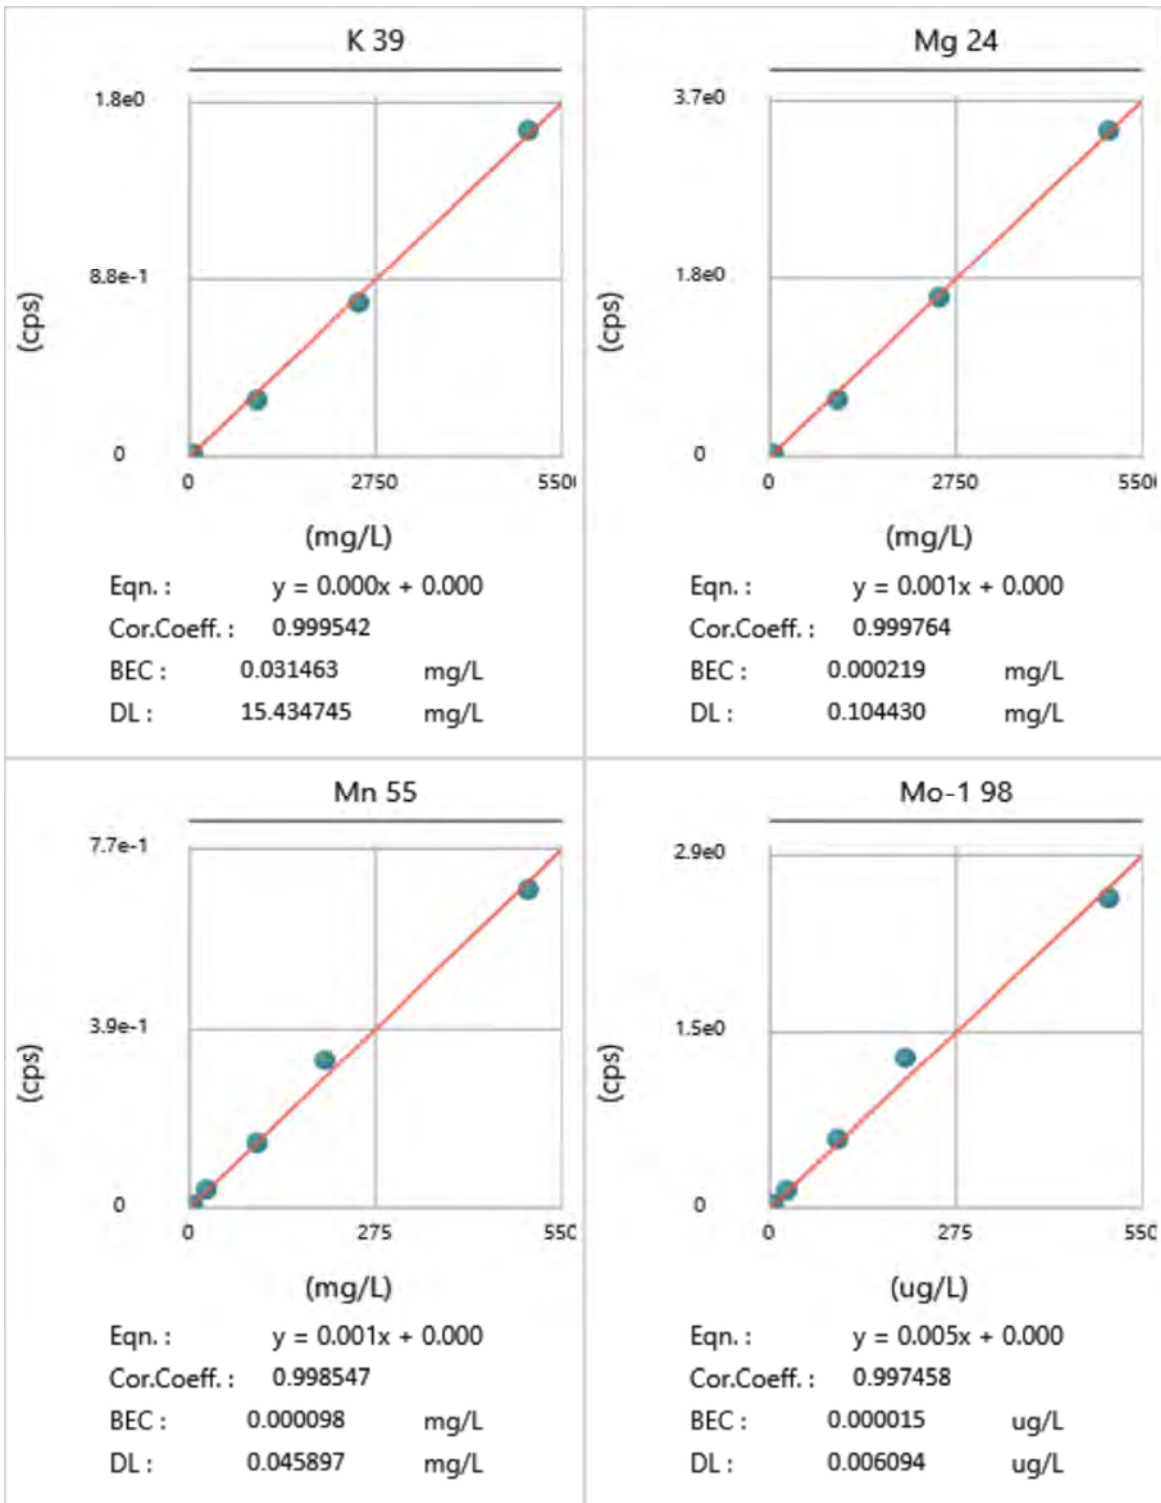 K 39
1.8e0
8.8e-1
0
(cps)
0 2750 550
(mg/L)
Eqn. : y = 0.000x + 0.000
Cor.Coeff. : 0.999542
BEC : 0.031463 mg/L
DL : 15.434745 mg/L
Mg 24
3.7e0
1.8e0
0
(cps)
0 2750 550
(mg/L)
Eqn. : y = 0.001x + 0.000
Cor.Coeff. : 0.999764
BEC : 0.000219 mg/L
DL : 0.104430 mg/L
Mn 55
7.7e-1
3.9e-1
0
(cps)
0 275 550
(mg/L)
Eqn. : y = 0.001x + 0.000
Cor.Coeff. : 0.998547
BEC : 0.000098 mg/L
DL : 0.045897 mg/L
Mo-1 98
2.9e0
1.5e0
0
(cps)
0 275 550
(ug/L)
Eqn. : y = 0.005x + 0.000
Cor.Coeff. : 0.997458
BEC : 0.000015 ug/L
DL : 0.006094 ug/L